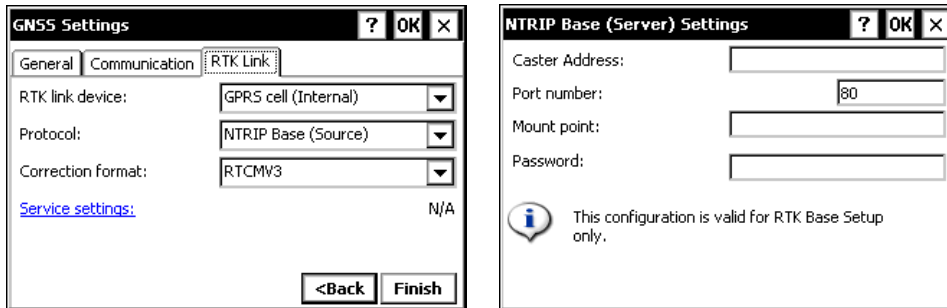 GNSS Settings ? OK ×
General Communication RTK Link
RTK link device: GPRS cell (Internal)
Protocol: NTRIP Base (Source)
Correction format: RTCMV3
Service settings: N/A
<Back Finish
NTRIP Base (Server) Settings ? OK ×
Caster Address:
Port number: 80
Mount point:
Password:
This configuration is valid for RTK Base Setup
only.